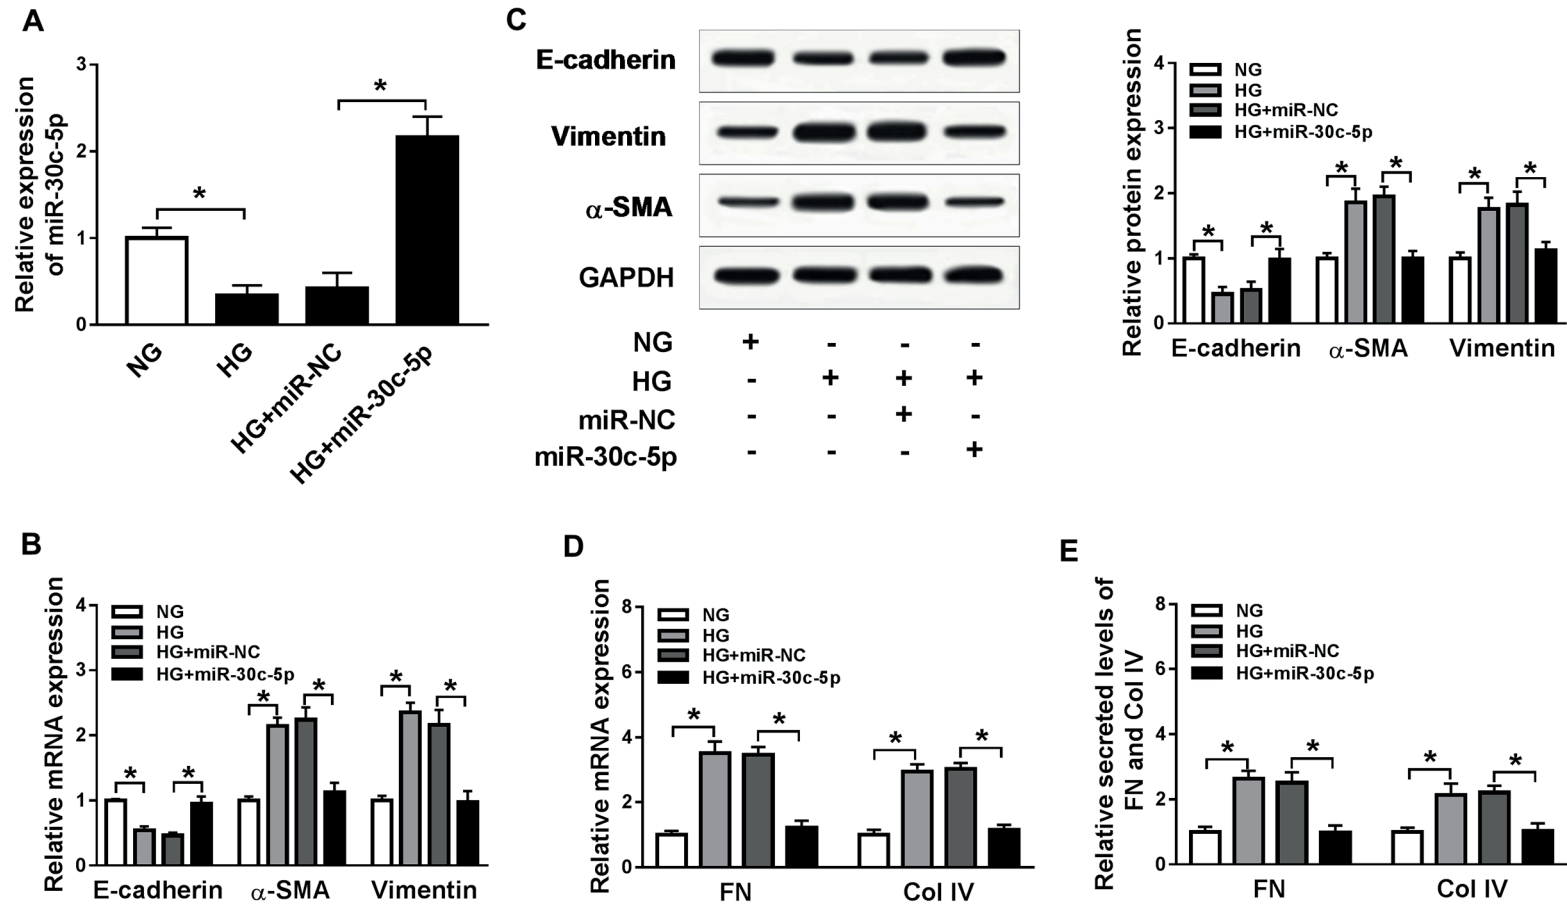 A
Relative expression
of miR-30c-5p
3
2
1
0
*
*
NG
HG
HG+miR-NC
HG+miR-30c-5p
C
E-cadherin
Vimentin
α-SMA
GAPDH
NG + - - -
HG - + + +
miR-NC - - + -
miR-30c-5p - - - +
Relative protein expression
4
3
2
1
0
NG
HG
HG+miR-NC
HG+miR-30c-5p
* * * * * *
E-cadherin α-SMA Vimentin
B
Relative mRNA expression
4
3
2
1
0
NG
HG
HG+miR-NC
HG+miR-30c-5p
* * * * * *
E-cadherin α-SMA Vimentin
D
Relative mRNA expression
8
6
4
2
0
NG
HG
HG+miR-NC
HG+miR-30c-5p
* * * *
FN Col IV
E
Relative secreted levels of
FN and Col IV
8
6
4
2
0
NG
HG
HG+miR-NC
HG+miR-30c-5p
* * * *
FN Col IV